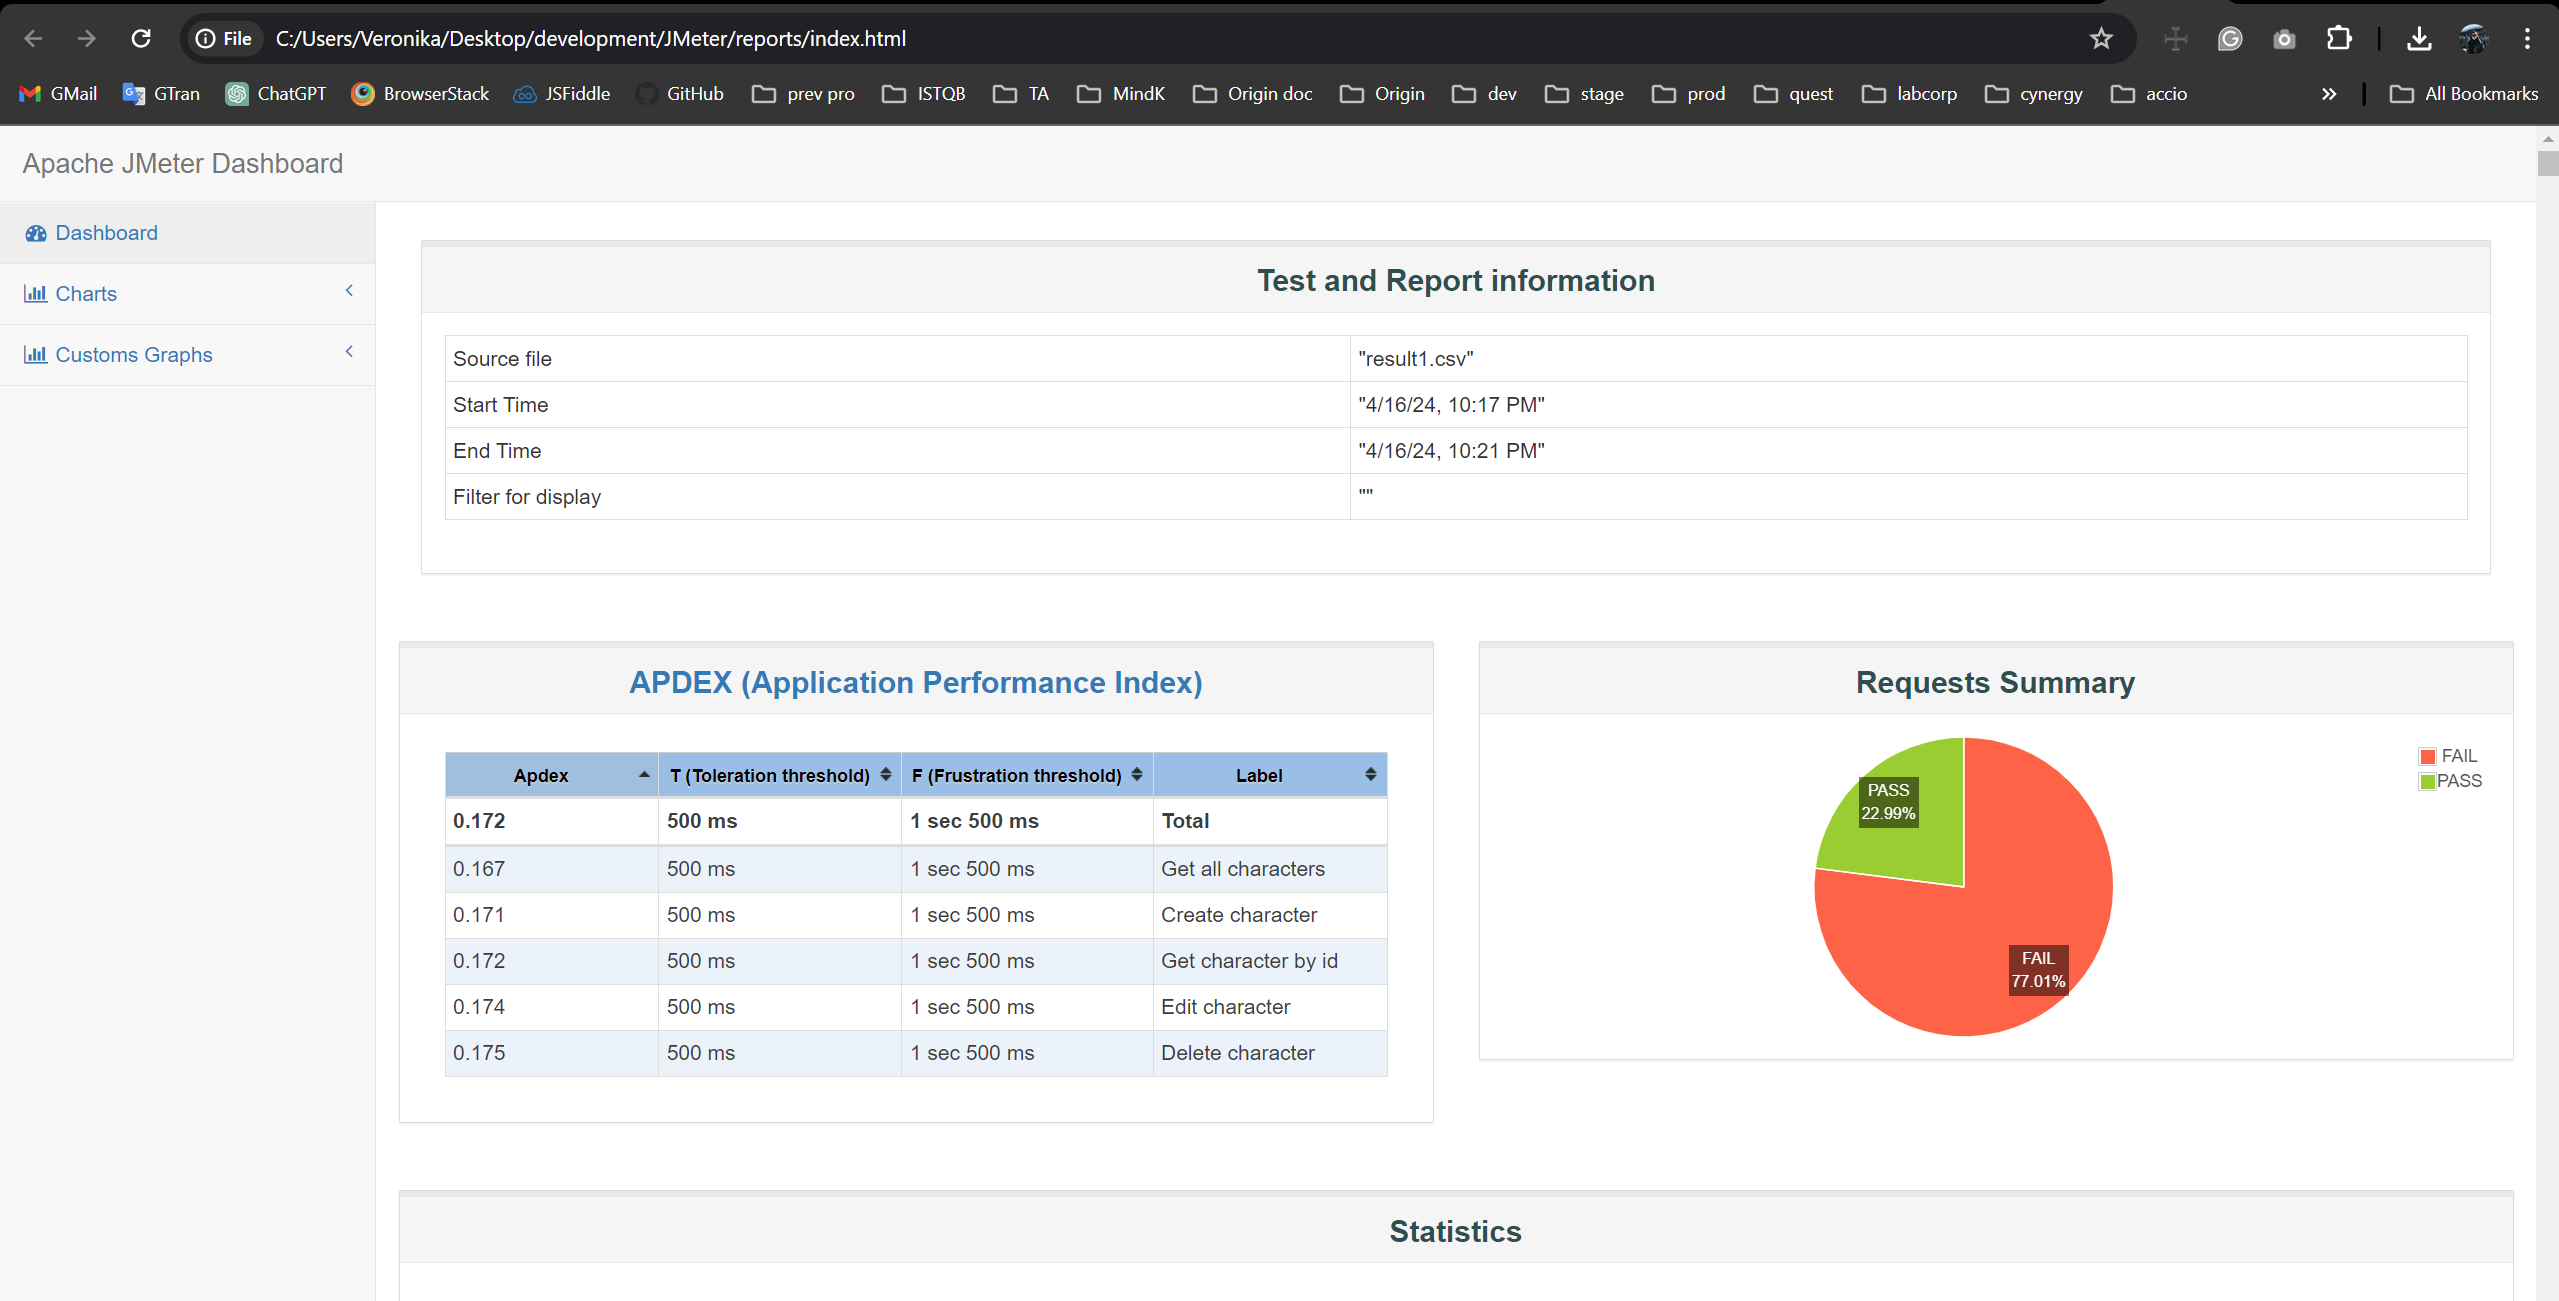 File C:/Users/Veronika/Desktop/development/JMeter/reports/index.html
GMail GTran ChatGPT BrowserStack JSFiddle GitHub prev pro ISTQB TA MindK Origin doc Origin dev stage prod quest labcorp cynergy accio » All Bookmarks
Apache JMeter Dashboard
Dashboard
Charts
Customs Graphs
Test and Report information
Source file "result1.csv"
Start Time "4/16/24, 10:17 PM"
End Time "4/16/24, 10:21 PM"
Filter for display ""
APDEX (Application Performance Index)
Apdex T (Toleration threshold) F (Frustration threshold) Label
0.172 500 ms 1 sec 500 ms Total
0.167 500 ms 1 sec 500 ms Get all characters
0.171 500 ms 1 sec 500 ms Create character
0.172 500 ms 1 sec 500 ms Get character by id
0.174 500 ms 1 sec 500 ms Edit character
0.175 500 ms 1 sec 500 ms Delete character
Requests Summary
FAIL
PASS
PASS
22.99%
FAIL
77.01%
Statistics